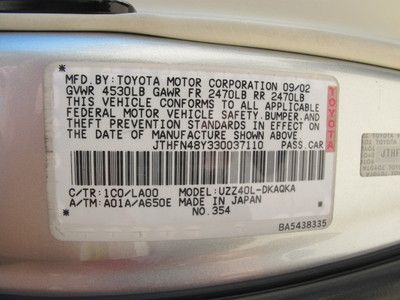 MFD.BY: TOYOTA MOTOR CORPORATION 09/02
GVWR 4530LB GAWR FR 2470LB RR 2470LB
THIS VEHICLE CONFORMS TO ALL APPLICABLE
FEDERAL MOTOR VEHICLE SAFETY,BUMPER,AND
THEFT PREVENTION STANDARDS IN EFFECT ON
THE DATE OF MANUFACTURE SHOWN ABOVE.
JTHFN48Y330037110 PASS.CAR
TOYOTA
C/TR:1C0/LA00 MODEL:UZZ40L-DKAQKA
A/TM:A01A/A650E MADE IN JAPAN
NO.354
BA5438335
JTHFN